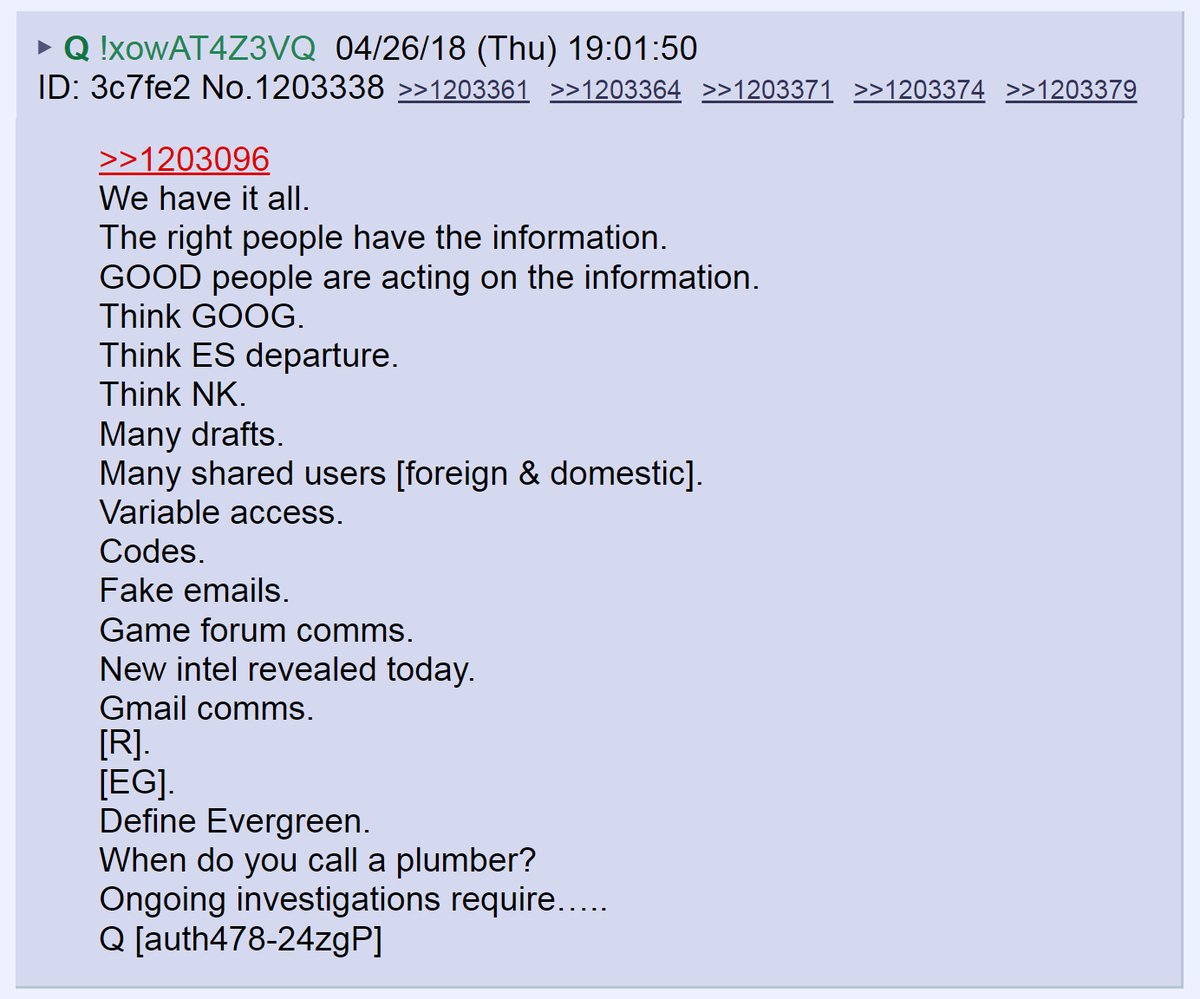 ▶ Q !xowAT4Z3VQ 04/26/18 (Thu) 19:01:50
ID: 3c7fe2 No.1203338 >>1203361 >>1203364 >>1203371 >>1203374 >>1203379
>>1203096
We have it all.
The right people have the information.
GOOD people are acting on the information.
Think GOOG.
Think ES departure.
Think NK.
Many drafts.
Many shared users [foreign & domestic].
Variable access.
Codes.
Fake emails.
Game forum comms.
New intel revealed today.
Gmail comms.
[R].
[EG].
Define Evergreen.
When do you call a plumber?
Ongoing investigations require…..
Q [auth478-24zgP]